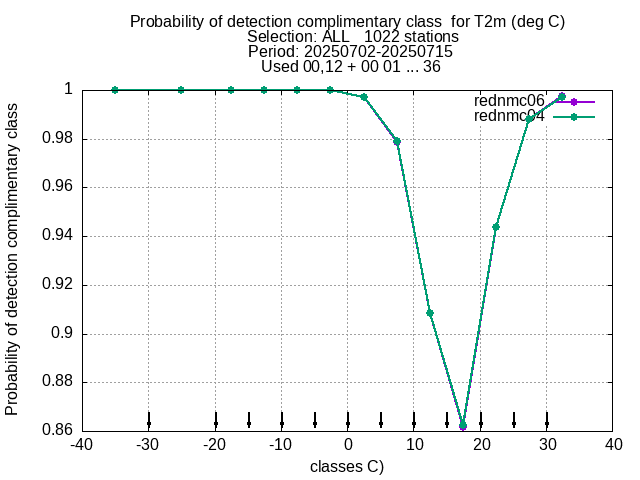 Probability of detection complimentary class  for T2m (deg C)
Selection: ALL   1022 stations
Period: 20250702-20250715
Used 00,12 + 00 01 ... 36
Probability of detection complimentary class
1
0.98
0.96
0.94
0.92
0.9
0.88
0.86
rednmc06
rednmc04
-40 -30 -20 -10 0 10 20 30 40
classes C)